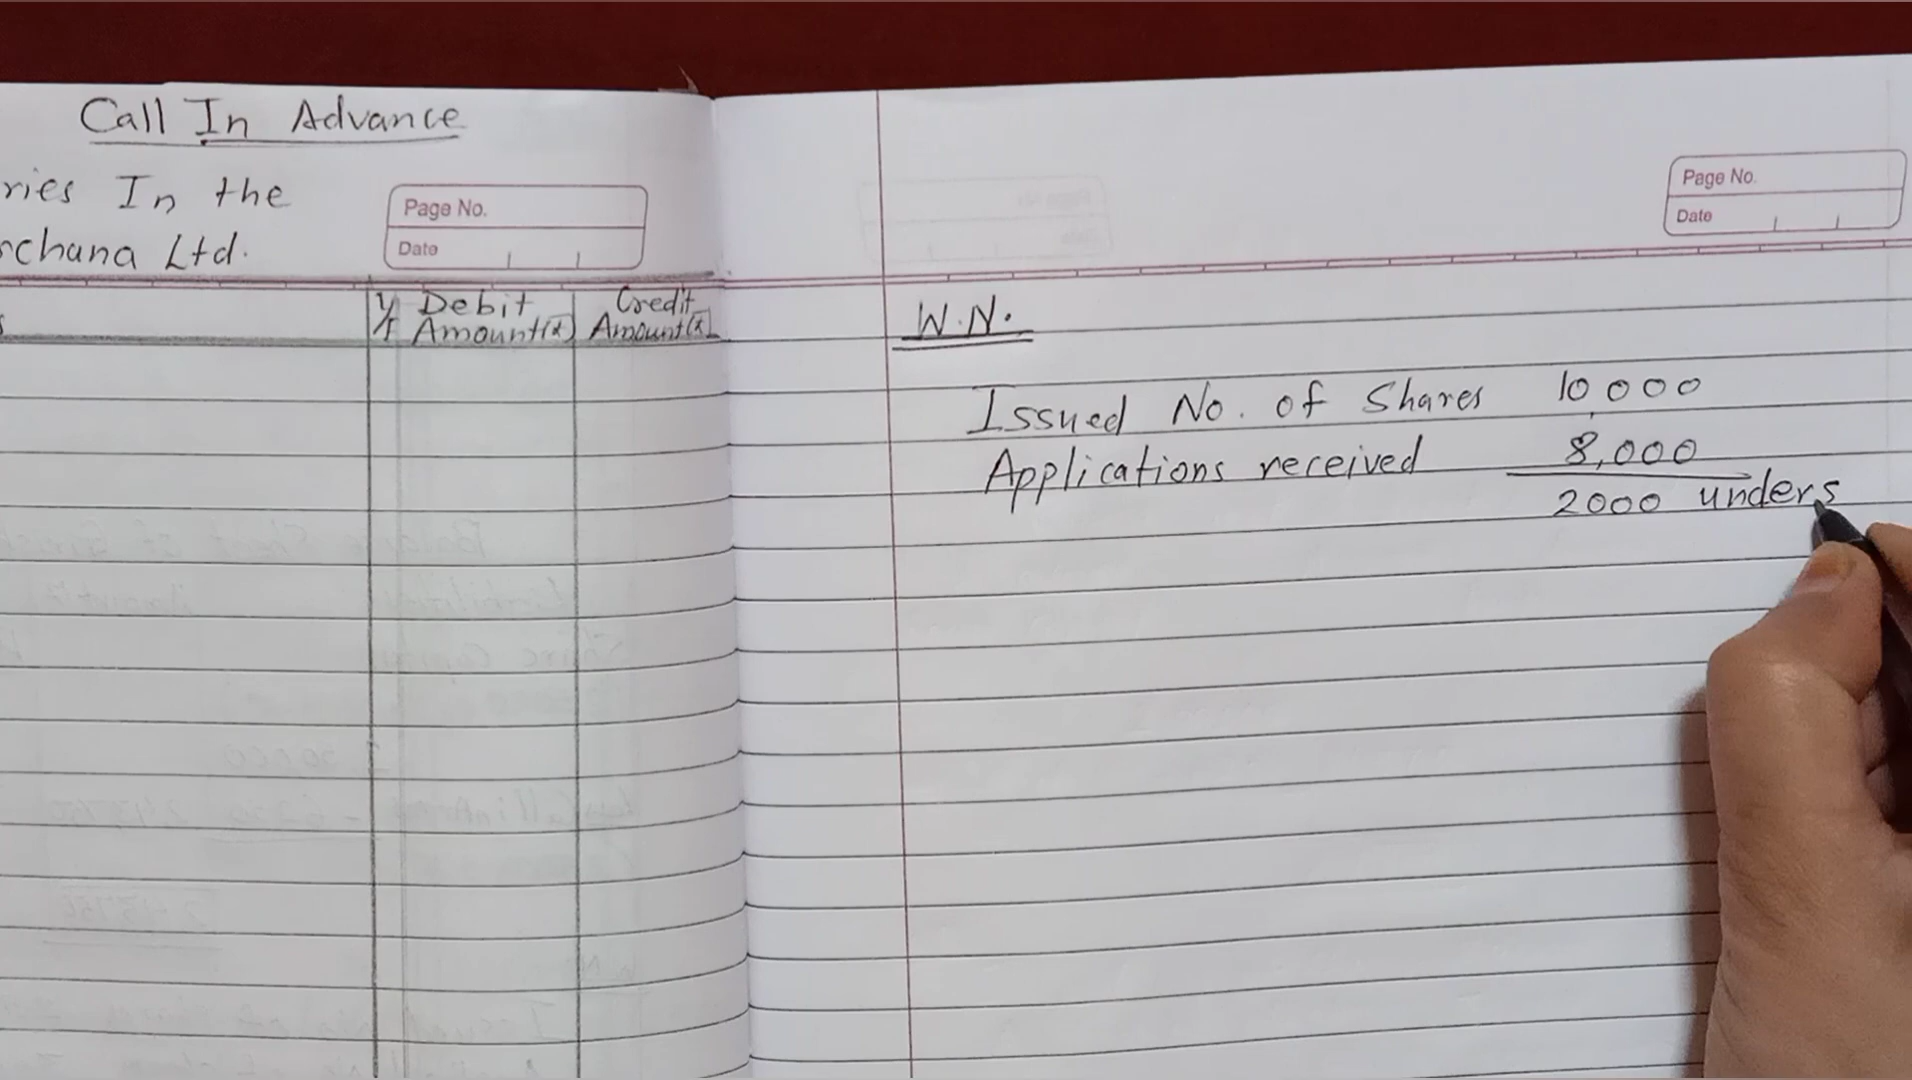 Call In Advance
ries In the
rchana Ltd.
Page No.
Date
Debit Amount(₹)
Credit Amount(₹)
Page No.
Date
W.N.
Issued No. of Shares 10,000
Applications received 8,000
2000 unders